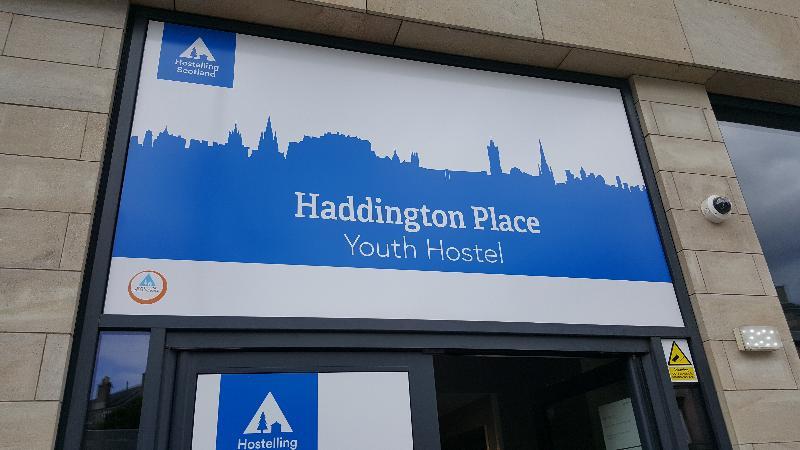 Hostelling
Scotland
Haddington Place
Youth Hostel
Hostelling